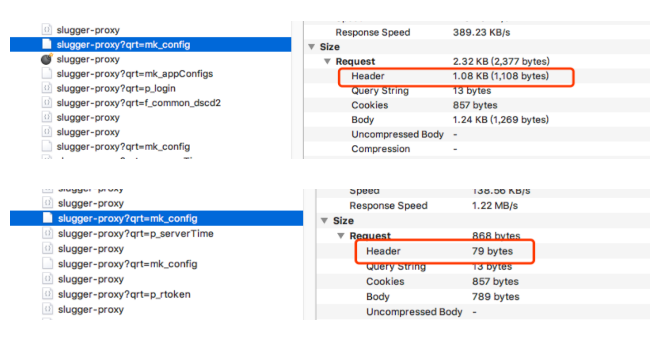 slugger-proxy
slugger-proxy?qrt=mk_config
slugger-proxy
slugger-proxy?qrt=mk_appConfigs
slugger-proxy?qrt=p_login
slugger-proxy?qrt=f_common_dscd2
slugger-proxy
slugger-proxy
slugger-proxy?qrt=mk_config
Response Speed 389.23 KB/s
Size
Request 2.32 KB (2,377 bytes)
Header 1.08 KB (1,108 bytes)
Query String 13 bytes
Cookies 857 bytes
Body 1.24 KB (1,269 bytes)
Uncompressed Body -
Compression -
slugger-proxy
slugger-proxy
slugger-proxy?qrt=mk_config
slugger-proxy?qrt=p_serverTime
slugger-proxy
slugger-proxy?qrt=mk_config
slugger-proxy
slugger-proxy?qrt=p_rtoken
slugger-proxy
Speed 138.56 KB/s
Response Speed 1.22 MB/s
Size
Request 868 bytes
Header 79 bytes
Query String 13 bytes
Cookies 857 bytes
Body 789 bytes
Uncompressed Body -